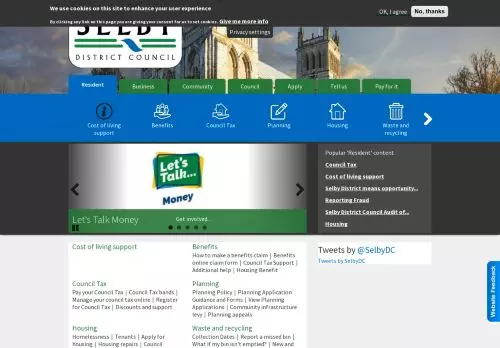 We use cookies on this site to enhance your user experience
By clicking any link on this page you are giving your consent for us to set cookies. Give me more info
OK, I agree
No, thanks
Privacy settings
SELBY
DISTRICT COUNCIL
Resident
Business
Community
Council
Apply
Tell us
Pay for it
Cost of living
support
Benefits
Council Tax
Planning
Housing
Waste and
recycling
Let's
Talk...
Money
Let's Talk Money
Get involved...
Popular 'Resident' content
Council Tax
Cost of living support
Selby District means opportunity...
Reporting Fraud
Selby District Council Audit of...
Housing
Cost of living support
Benefits
How to make a benefits claim | Benefits
online claim form | Council Tax Support |
Additional help | Housing Benefit
Council Tax
Pay your Council Tax | Council Tax bands |
Manage your council tax online | Register
for Council Tax | Discounts and support
Planning
Planning Policy | Planning Application
Guidance and Forms | View Planning
Applications | Community infrastructure
levy | Planning appeals
Housing
Homelessness | Tenants | Apply for
housing | Housing repairs | Council
Waste and recycling
Collection Dates | Report a missed bin |
What if my bin isn't emptied? | New and
Tweets by @SelbyDC
Tweets by SelbyDC
Website Feedback